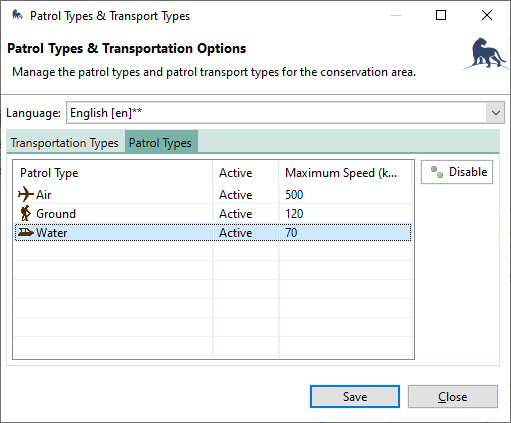 Patrol Types & Transport Types
Patrol Types & Transportation Options
Manage the patrol types and patrol transport types for the conservation area.
Language: English [en]**
Transportation Types Patrol Types
Patrol Type Active Maximum Speed (k... Disable
Air Active 500
Ground Active 120
Water Active 70
Save Close